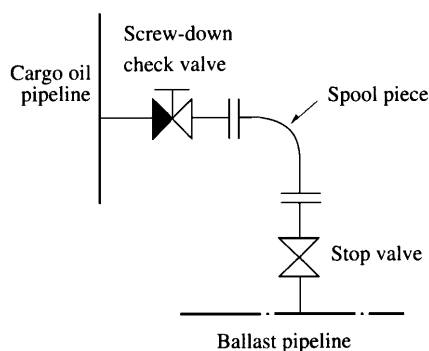 Screw-down
check valve
Cargo oil
pipeline
Spool piece
Stop valve
Ballast pipeline